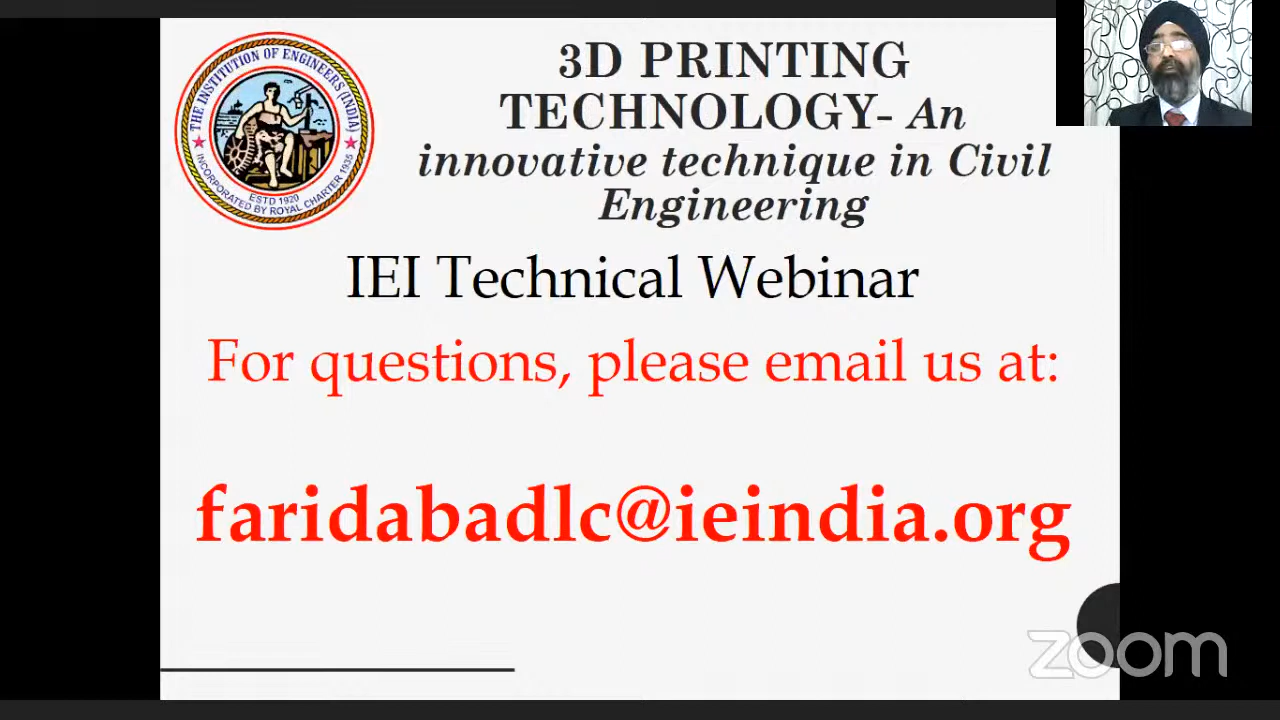 THE INSTITUTION OF ENGINEERS (INDIA)
ESTD 1920
INCORPORATED BY ROYAL CHARTER 1935
3D PRINTING
TECHNOLOGY- An
innovative technique in Civil
Engineering
IEI Technical Webinar
For questions, please email us at:
faridabadlc@ieindia.org
zoom